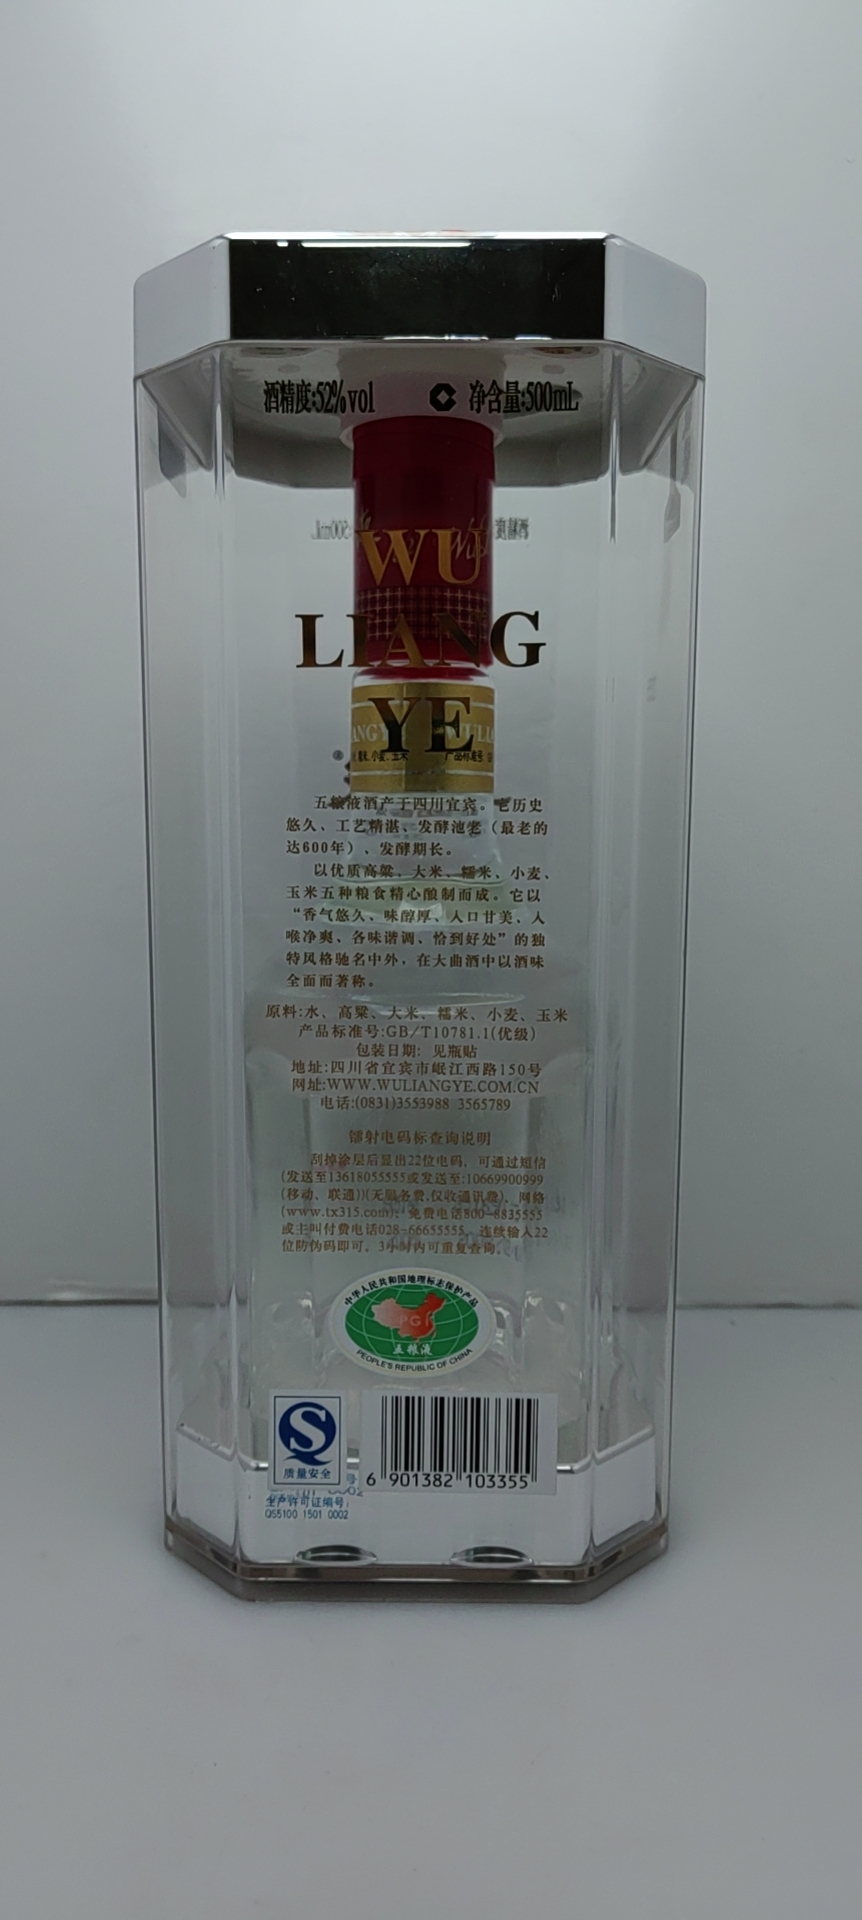 酒精度:52%vol 净含量:500mL
WU
LIANG
YE
糯米、小麦、玉米 产品标准号
五粮液酒产于四川宜宾。它历史
悠久、工艺精湛、发酵池老（最老的
达600年）、发酵期长。
以优质高粱、大米、糯米、小麦、
玉米五种粮食精心酿制而成。它以
“香气悠久、味醇厚、入口甘美、入
喉净爽、各味谐调、恰到好处”的独
特风格驰名中外，在大曲酒中以酒味
全面而著称。
原料:水、高粱、大米、糯米、小麦、玉米
产品标准号:GB/T10781.1(优级)
包装日期: 见瓶贴
地址:四川省宜宾市岷江西路150号
网址:WWW.WULIANGYE.COM.CN
电话:(0831)3553988 3565789
镭射电码标查询说明
刮掉涂层后显出22位电码，可通过短信
(发送至13618055555或发送至:10669900999
(移动、联通))(无服务费,仅收通讯费)、网络
(www.tx315.com)；免费电话800-8835555
或主叫付费电话028-66655555，连续输入22
位防伪码即可，3小时内可重复查询。
中华人民共和国地理标志保护产品
PGI
五粮液
PEOPLE'S REPUBLIC OF CHINA
质量安全
6 901382 103355
生产许可证编号:
QS5100 1501 0002